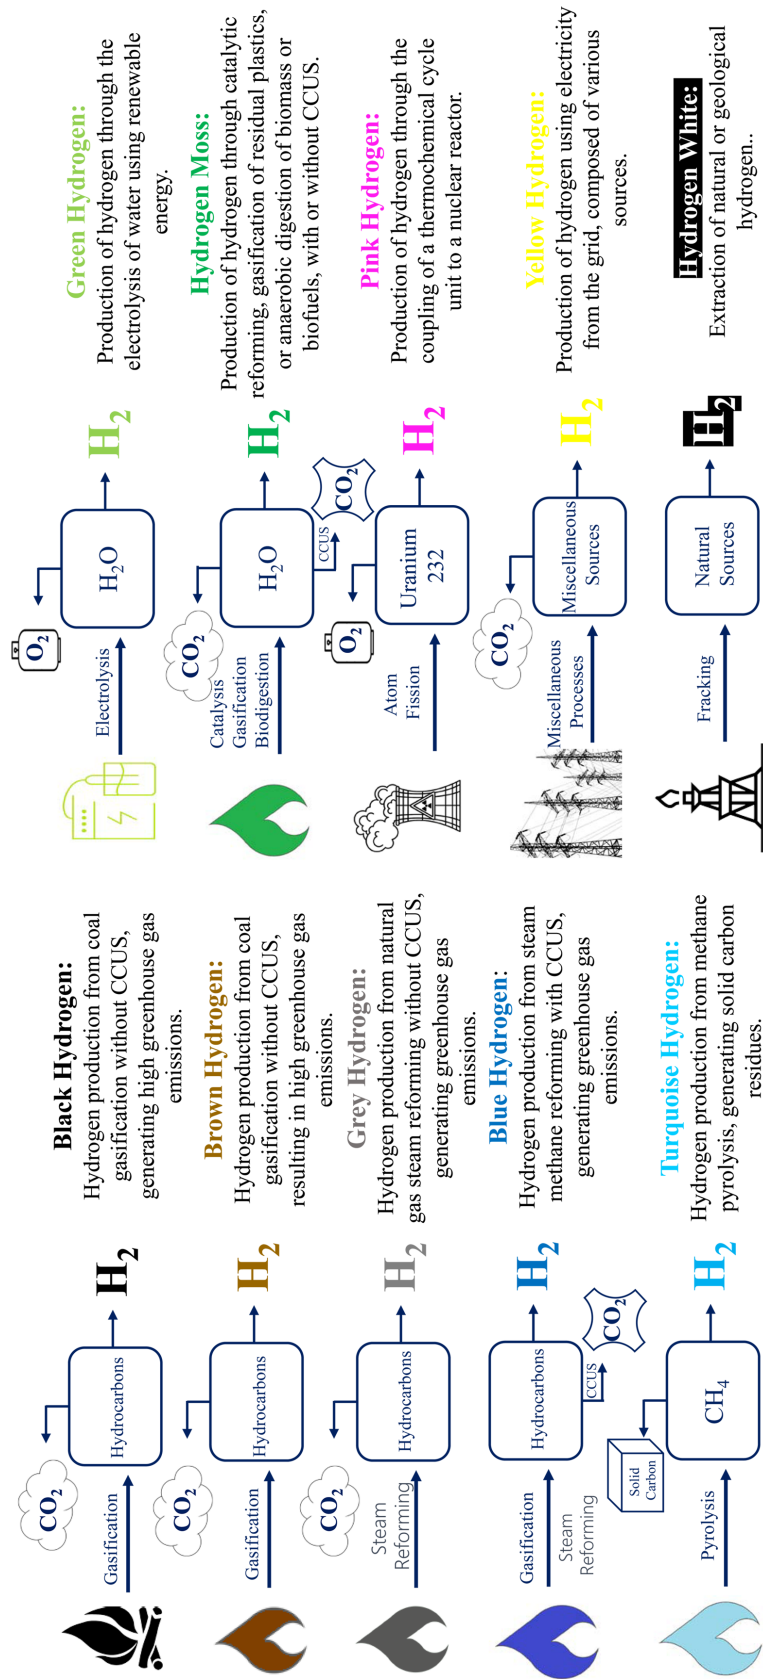 Gasification
CO2
Hydrocarbons
H2
Black Hydrogen:
Hydrogen production from coal
gasification without CCUS,
generating high greenhouse gas
emissions.
Gasification
CO2
Hydrocarbons
H2
Brown Hydrogen:
Hydrogen production from coal
gasification without CCUS,
resulting in high greenhouse gas
emissions.
Steam
Reforming
CO2
Hydrocarbons
H2
Grey Hydrogen:
Hydrogen production from natural
gas steam reforming without CCUS,
generating greenhouse gas
emissions.
Gasification
Steam
Reforming
Hydrocarbons
CCUS
CO2
H2
Blue Hydrogen:
Hydrogen production from steam
methane reforming with CCUS,
generating greenhouse gas
emissions.
Pyrolysis
Solid
Carbon
CH4
H2
Turquoise Hydrogen:
Hydrogen production from methane
pyrolysis, generating solid carbon
residues.
Electrolysis
O2
H2O
H2
Green Hydrogen:
Production of hydrogen through the
electrolysis of water using renewable
energy.
Catalysis
Gasification
Biodigestion
CO2
H2O
CCUS
CO2
H2
Hydrogen Moss:
Production of hydrogen through catalytic
reforming, gasification of residual plastics,
or anaerobic digestion of biomass or
biofuels, with or without CCUS.
Atom
Fission
O2
Uranium
232
H2
Pink Hydrogen:
Production of hydrogen through the
coupling of a thermochemical cycle
unit to a nuclear reactor.
Miscellaneous
Processes
CO2
Miscellaneous
Sources
H2
Yellow Hydrogen:
Production of hydrogen using electricity
from the grid, composed of various
sources.
Fracking
Natural
Sources
H2
Hydrogen White:
Extraction of natural or geological
hydrogen..